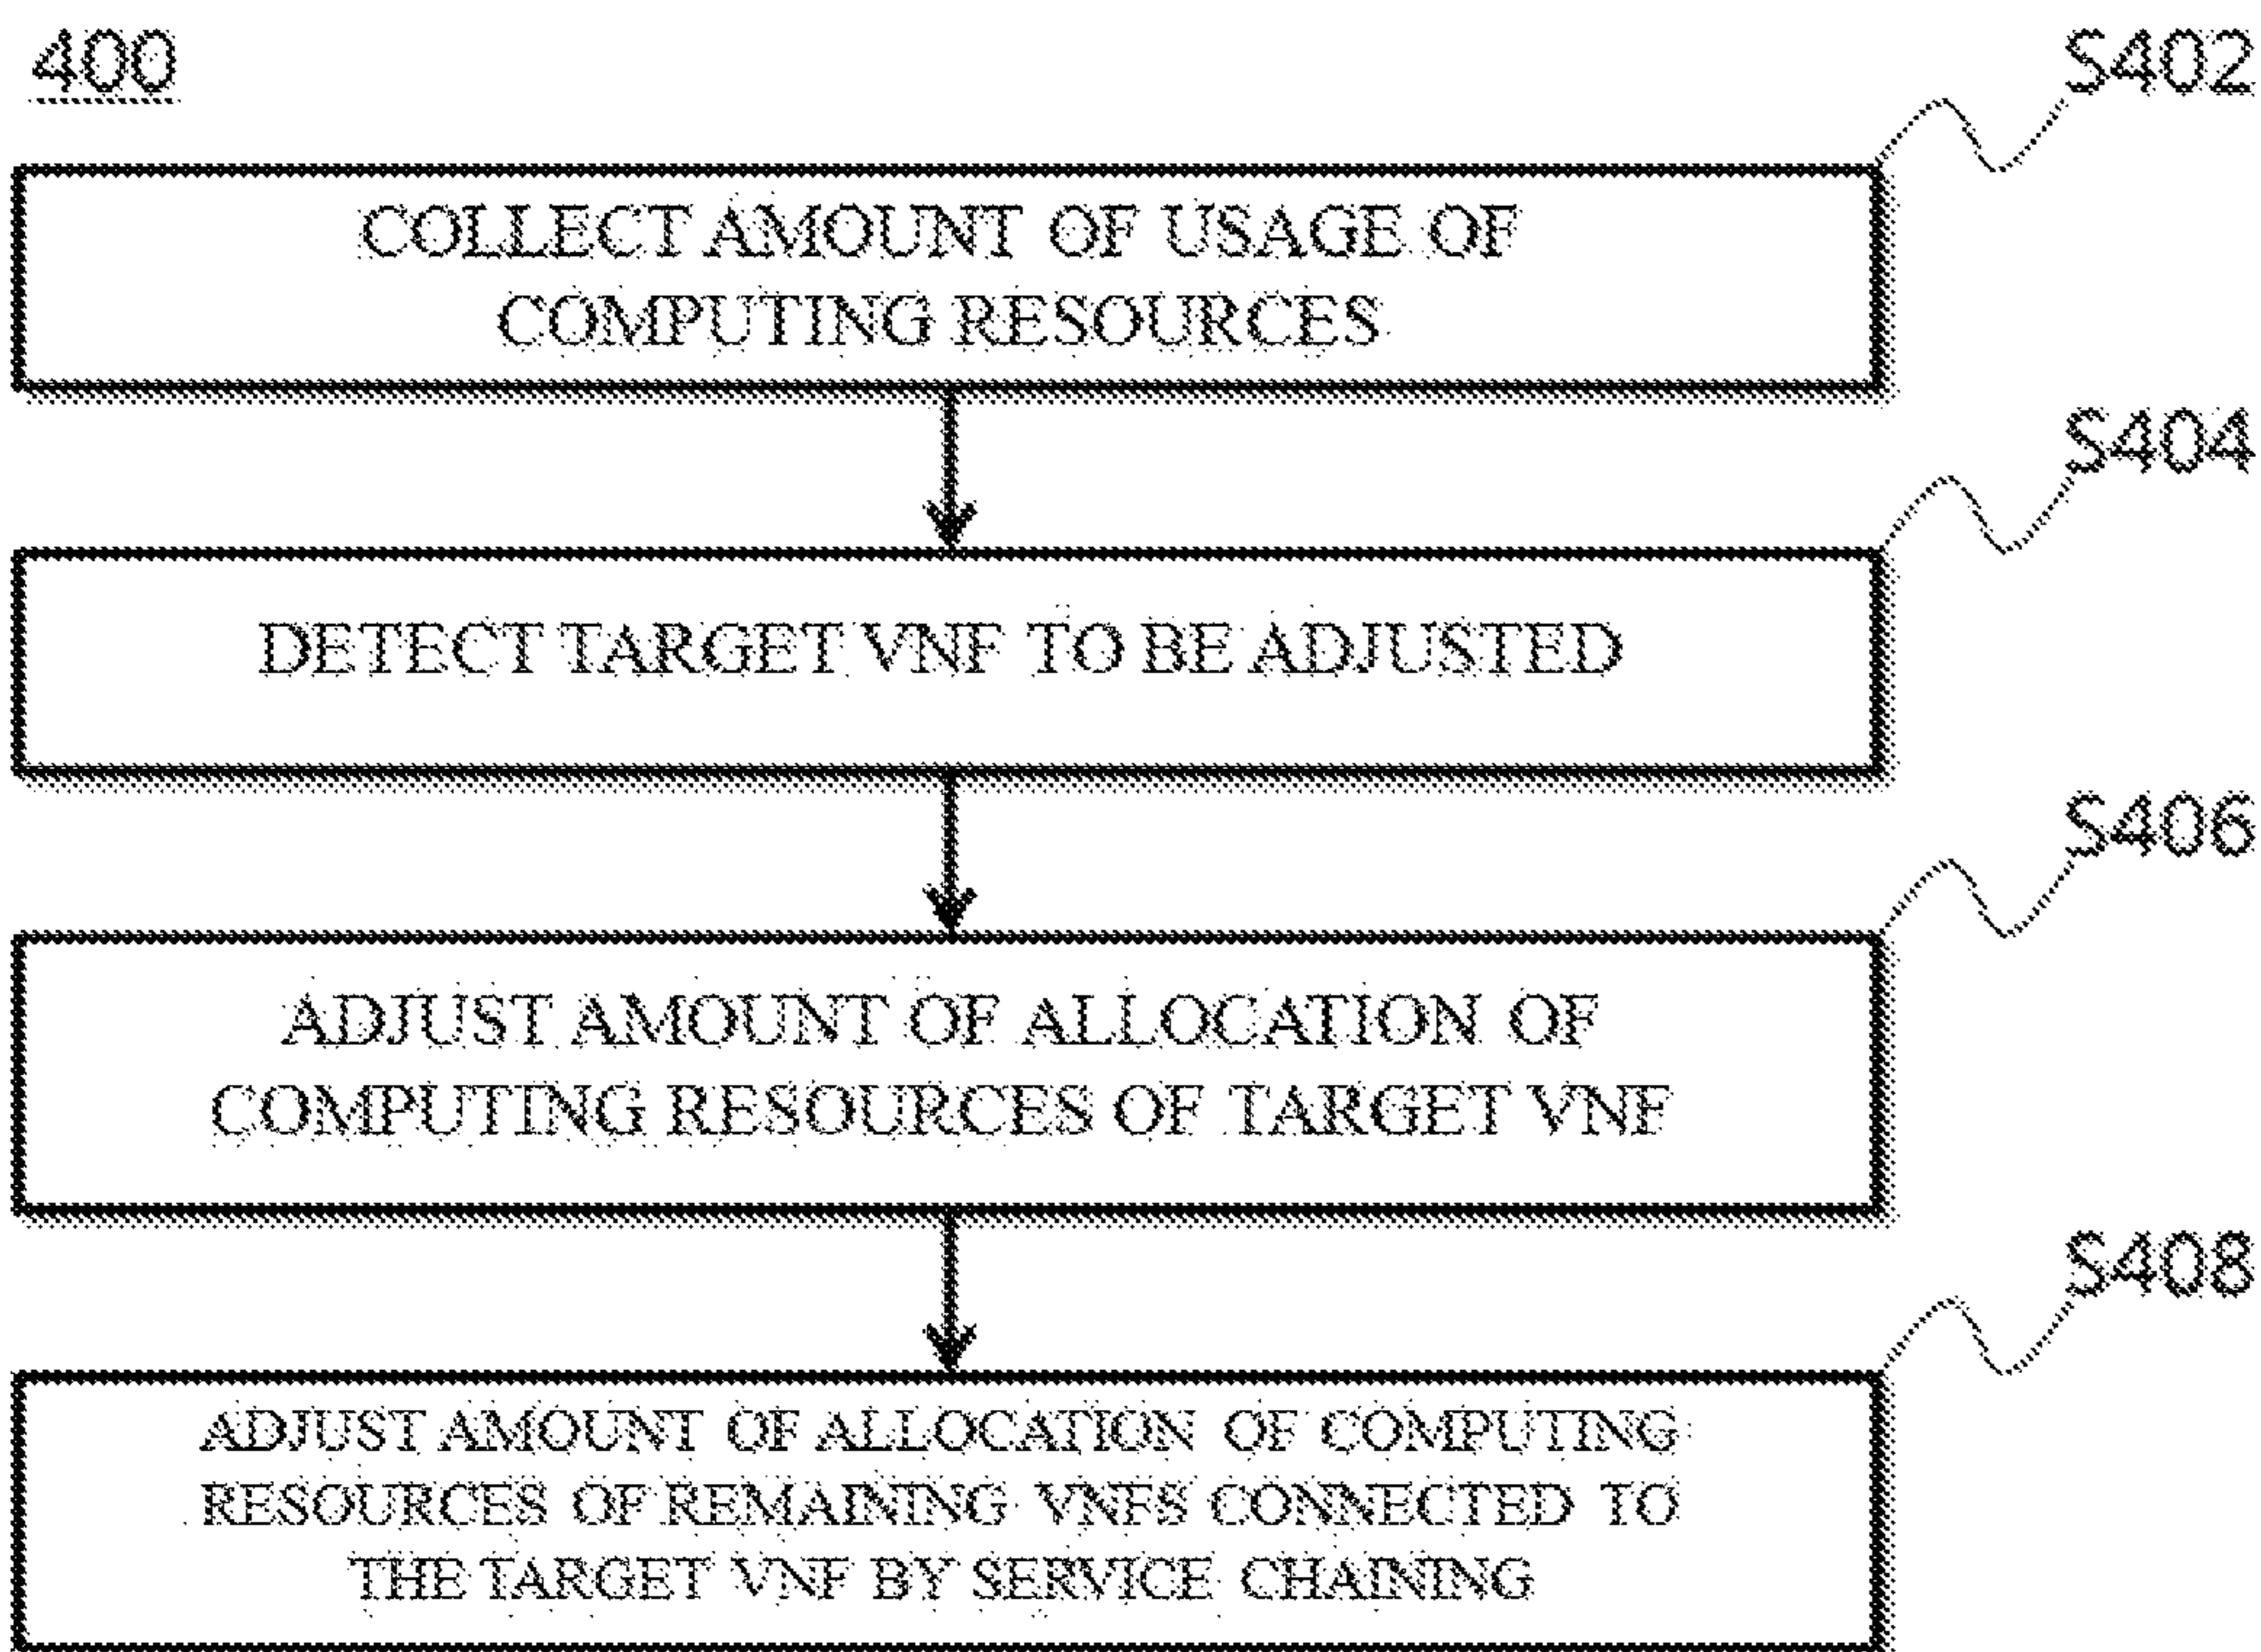 400
S402
COLLECT AMOUNT OF USAGE OF
COMPUTING RESOURCES
S404
DETECT TARGET VNF TO BE ADJUSTED
S406
ADJUST AMOUNT OF ALLOCATION OF
COMPUTING RESOURCES OF TARGET VNF
S408
ADJUST AMOUNT OF ALLOCATION OF COMPUTING
RESOURCES OF REMAINING VNFS CONNECTED TO
THE TARGET VNF BY SERVICE CHAINING